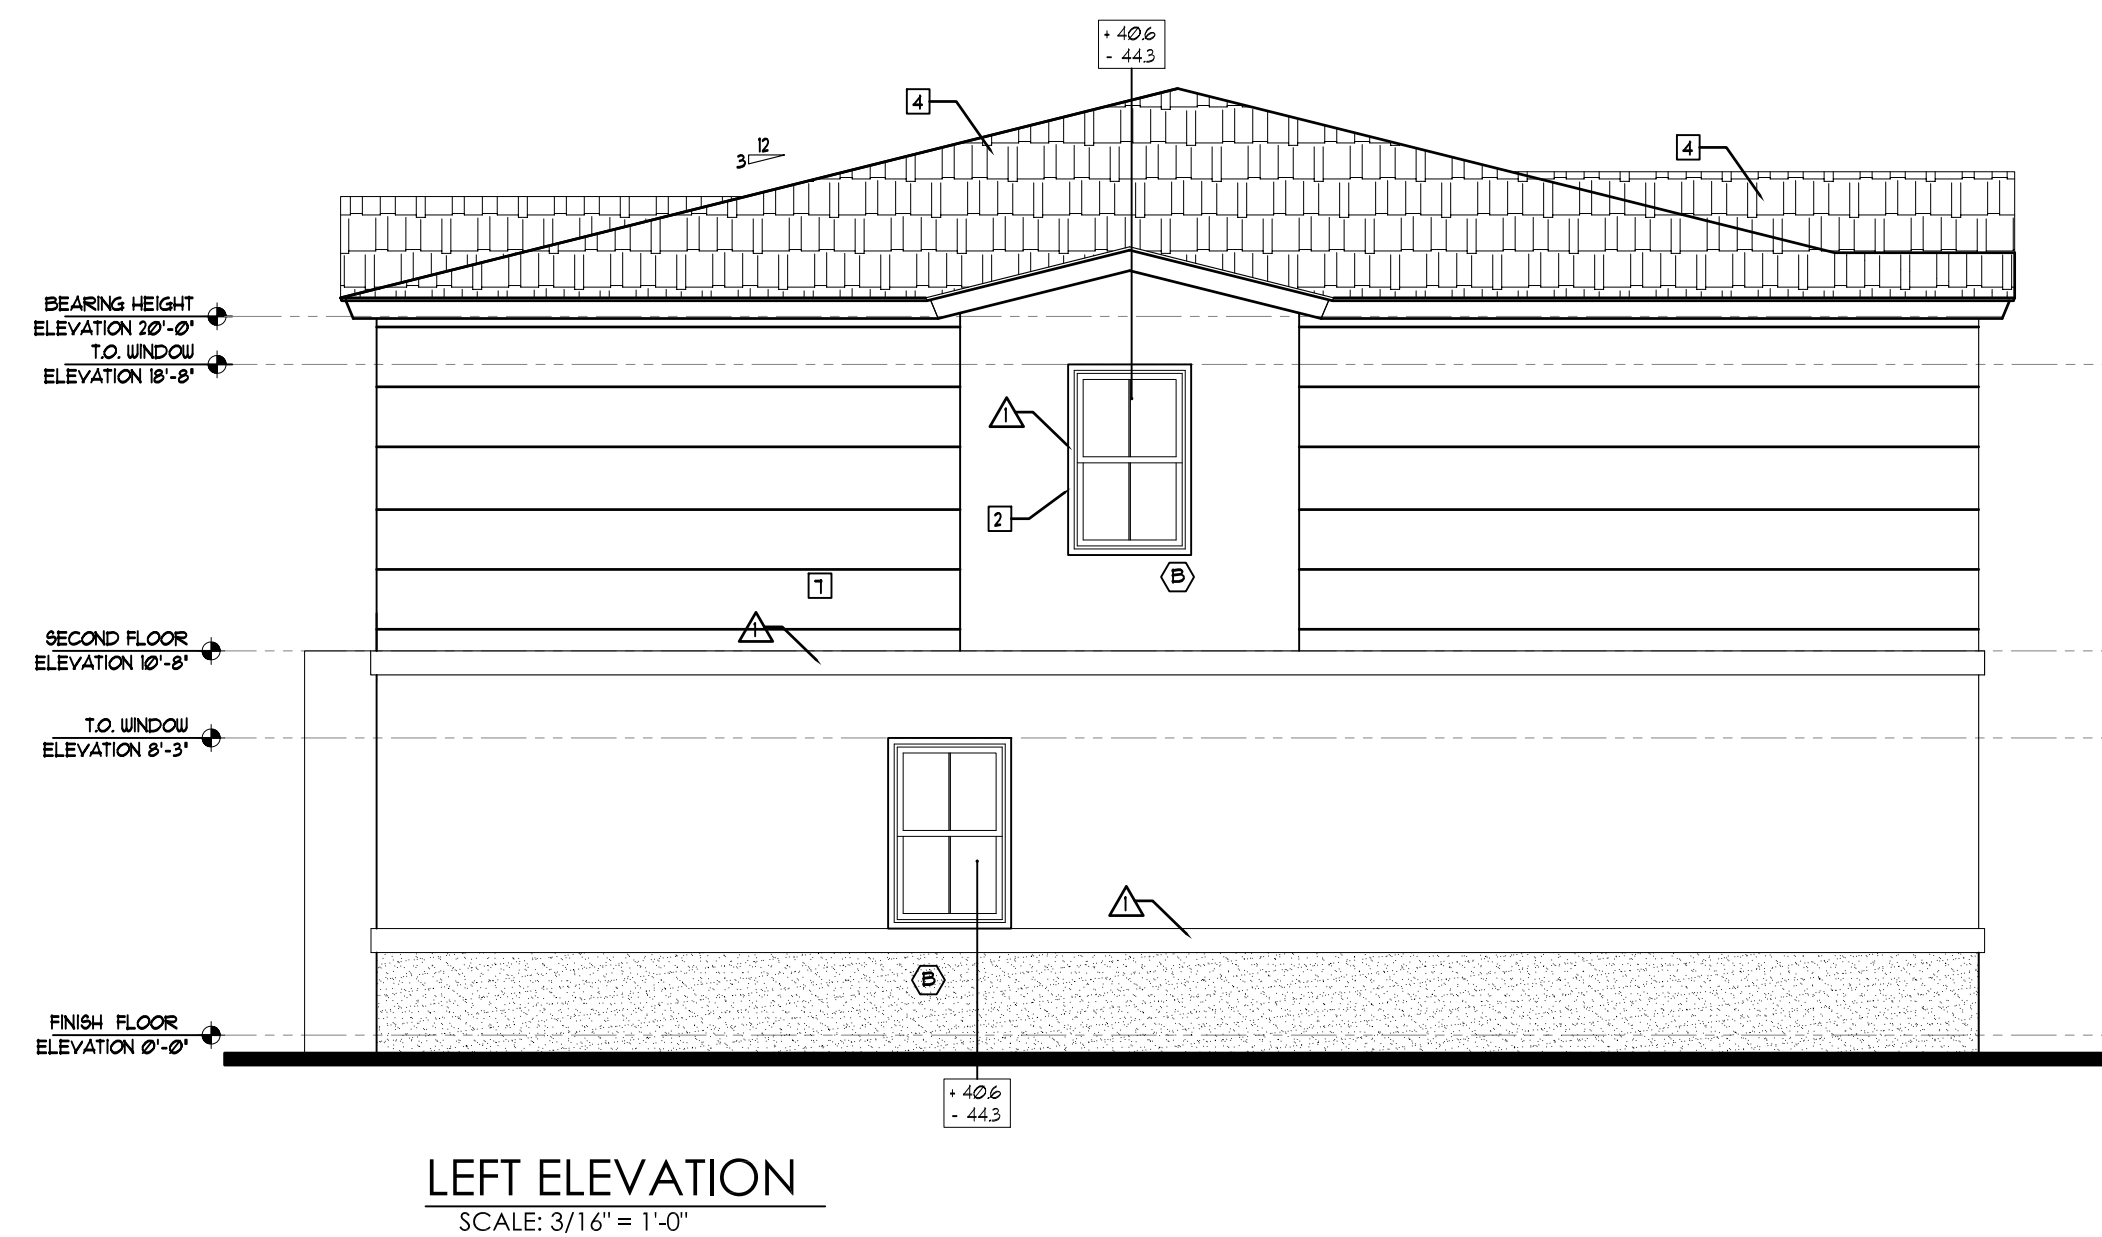 + 40.6
- 44.3
4
4
12
3
BEARING HEIGHT
ELEVATION 20'-0"
T.O. WINDOW
ELEVATION 18'-8"
1
2
B
7
1
SECOND FLOOR
ELEVATION 10'-8"
T.O. WINDOW
ELEVATION 8'-3"
1
B
FINISH FLOOR
ELEVATION 0'-0"
+ 40.6
- 44.3
LEFT ELEVATION
SCALE: 3/16" = 1'-0"